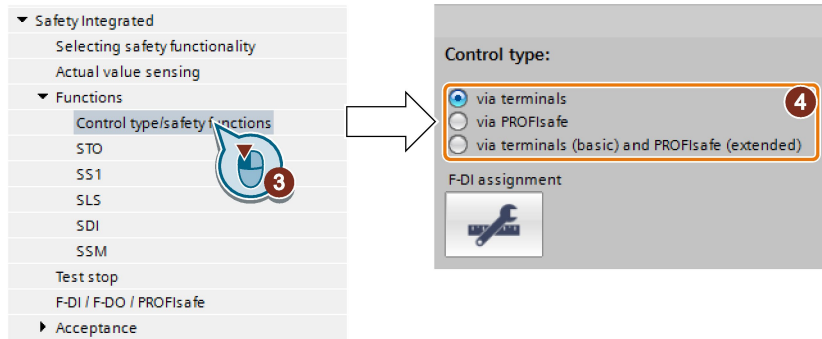 Safety Integrated
Selecting safety functionality
Actual value sensing
Functions
Control type/safety functions
STO
SS1
SLS
SDI
SSM
Test stop
F-DI / F-DO / PROFIsafe
Acceptance
3
Control type:
via terminals
via PROFIsafe
via terminals (basic) and PROFIsafe (extended)
4
F-DI assignment